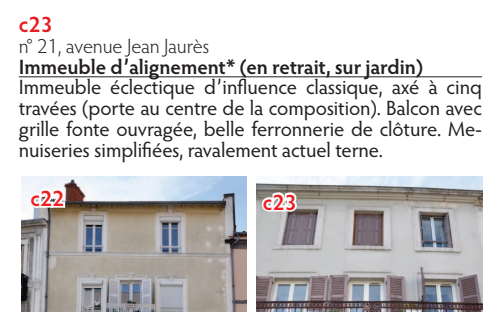 c23
n° 21, avenue Jean Jaurès
Immeuble d'alignement* (en retrait, sur jardin)
Immeuble éclectique d'influence classique, axé à cinq
travées (porte au centre de la composition). Balcon avec
grille fonte ouvragée, belle ferronnerie de clôture. Me-
nuiseries simplifiées, ravalement actuel terne.
c22
c23